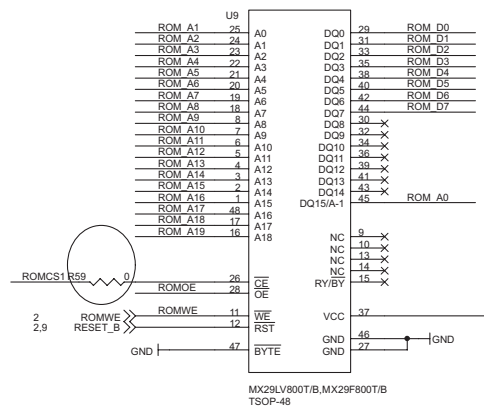 U9
ROM_A1 25 A0 DQ0 29 ROM_D0
ROM_A2 24 A1 DQ1 31 ROM_D1
ROM_A3 23 A2 DQ2 33 ROM_D2
ROM_A4 22 A3 DQ3 35 ROM_D3
ROM_A5 21 A4 DQ4 38 ROM_D4
ROM_A6 20 A5 DQ5 40 ROM_D5
ROM_A7 19 A6 DQ6 42 ROM_D6
ROM_A8 18 A7 DQ7 44 ROM_D7
ROM_A9 8 A8 DQ8 30
ROM_A10 7 A9 DQ9 32
ROM_A11 6 A10 DQ10 34
ROM_A12 5 A11 DQ11 36
ROM_A13 4 A12 DQ12 39
ROM_A14 3 A13 DQ13 41
ROM_A15 2 A14 DQ14 43
ROM_A16 1 A15 DQ15/A-1 45 ROM_A0
ROM_A17 48 A16
ROM_A18 17 A17
ROM_A19 16 A18 NC 9
NC 10
NC 13
NC 14
ROMCS1 R59 0 26 CE RY/BY 15
ROMOE 28 OE
2 ROMWE ROMWE 11 WE VCC 37
2,9 RESET_B 12 RST
GND 46 GND
GND 47 BYTE GND 27
MX29LV800T/B,MX29F800T/B
TSOP-48